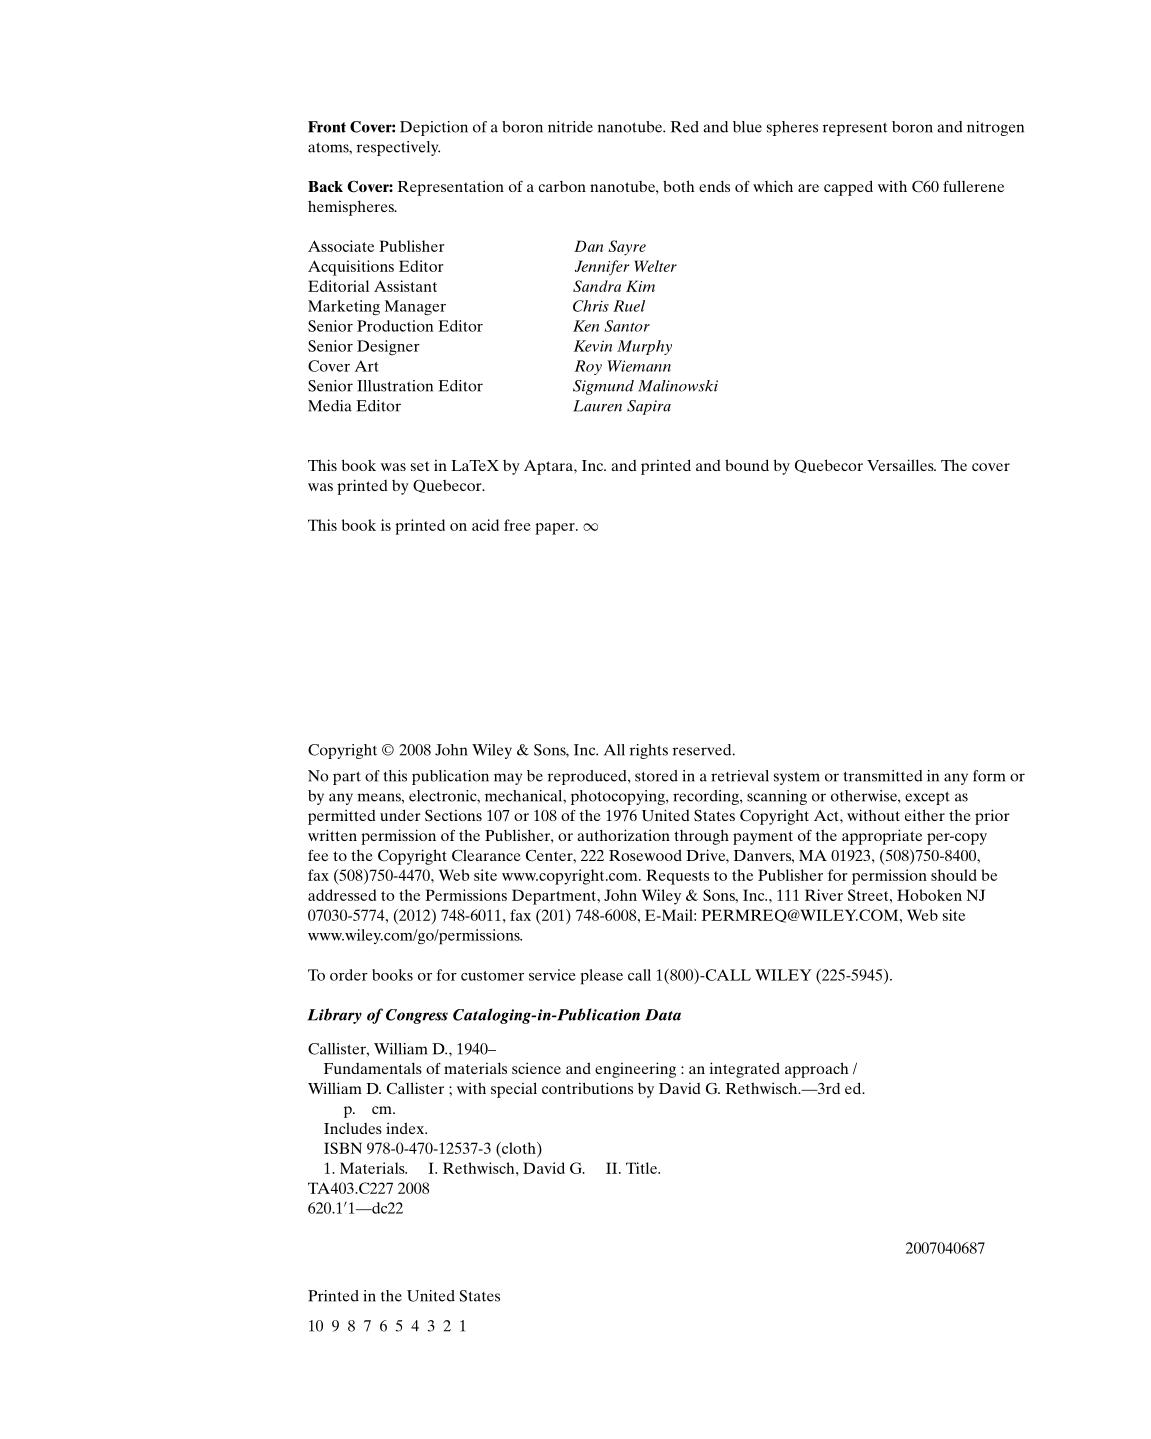 Front Cover: Depiction of a boron nitride nanotube. Red and blue spheres represent boron and nitrogen
atoms, respectively.
Back Cover: Representation of a carbon nanotube, both ends of which are capped with C60 fullerene
hemispheres.
Associate Publisher Dan Sayre
Acquisitions Editor Jennifer Welter
Editorial Assistant Sandra Kim
Marketing Manager Chris Ruel
Senior Production Editor Ken Santor
Senior Designer Kevin Murphy
Cover Art Roy Wiemann
Senior Illustration Editor Sigmund Malinowski
Media Editor Lauren Sapira
This book was set in LaTeX by Aptara, Inc. and printed and bound by Quebecor Versailles. The cover
was printed by Quebecor.
This book is printed on acid free paper. ∞
Copyright © 2008 John Wiley & Sons, Inc. All rights reserved.
No part of this publication may be reproduced, stored in a retrieval system or transmitted in any form or
by any means, electronic, mechanical, photocopying, recording, scanning or otherwise, except as
permitted under Sections 107 or 108 of the 1976 United States Copyright Act, without either the prior
written permission of the Publisher, or authorization through payment of the appropriate per-copy
fee to the Copyright Clearance Center, 222 Rosewood Drive, Danvers, MA 01923, (508)750-8400,
fax (508)750-4470, Web site www.copyright.com. Requests to the Publisher for permission should be
addressed to the Permissions Department, John Wiley & Sons, Inc., 111 River Street, Hoboken NJ
07030-5774, (2012) 748-6011, fax (201) 748-6008, E-Mail: PERMREQ@WILEY.COM, Web site
www.wiley.com/go/permissions.
To order books or for customer service please call 1(800)-CALL WILEY (225-5945).
Library of Congress Cataloging-in-Publication Data
Callister, William D., 1940–
Fundamentals of materials science and engineering : an integrated approach /
William D. Callister ; with special contributions by David G. Rethwisch.—3rd ed.
p. cm.
Includes index.
ISBN 978-0-470-12537-3 (cloth)
1. Materials. I. Rethwisch, David G. II. Title.
TA403.C227 2008
620.1′1—dc22
2007040687
Printed in the United States
10 9 8 7 6 5 4 3 2 1